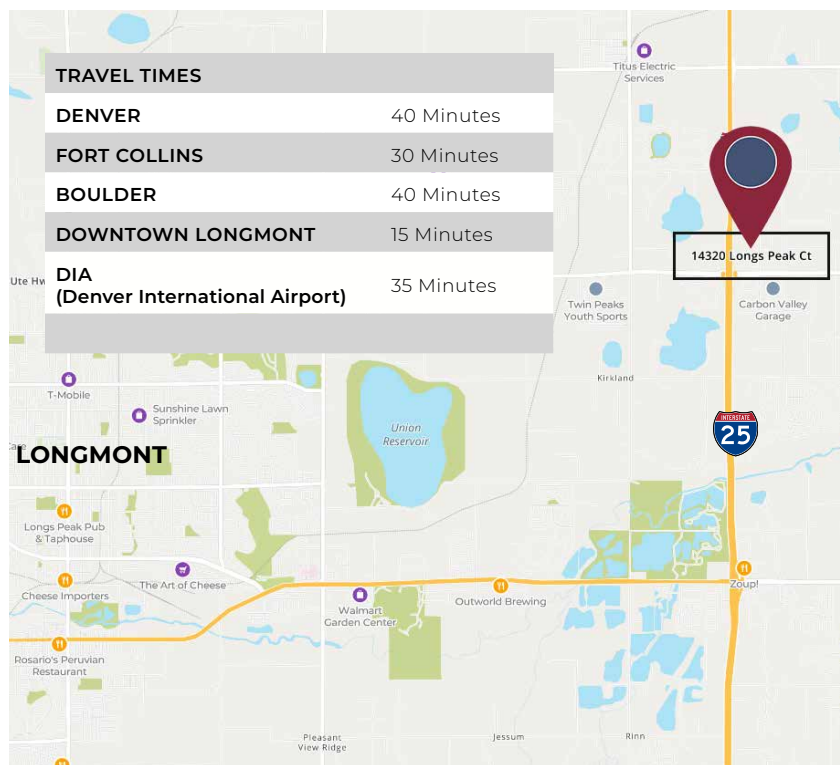 TRAVEL TIMES
DENVER 40 Minutes
FORT COLLINS 30 Minutes
BOULDER 40 Minutes
DOWNTOWN LONGMONT 15 Minutes
DIA
(Denver International Airport) 35 Minutes
Titus Electric
Services
14320 Longs Peak Ct
Ute Hw
Twin Peaks
Youth Sports
Carbon Valley
Garage
Kirkland
T-Mobile
Sunshine Lawn
Sprinkler
Union
Reservoir
INTERSTATE
25
LONGMONT
Longs Peak Pub
& Taphouse
The Art of Cheese
Cheese Importers
Walmart
Garden Center
Outworld Brewing
Zoup!
Rosario's Peruvian
Restaurant
Pleasant
View Ridge
Jessum
Rinn